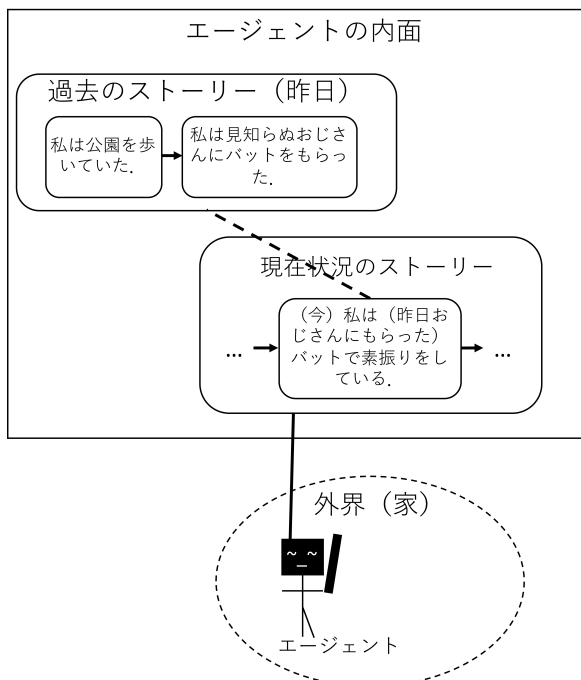 エージェントの内面
過去のストーリー（昨日）
私は公園を歩
いていた.
私は見知らぬおじさ
んにバットをもらっ
た.
現在状況のストーリー
...
（今）私は（昨日お
じさんにもらった）
バットで素振りをし
ている.
...
外界（家）
エージェント